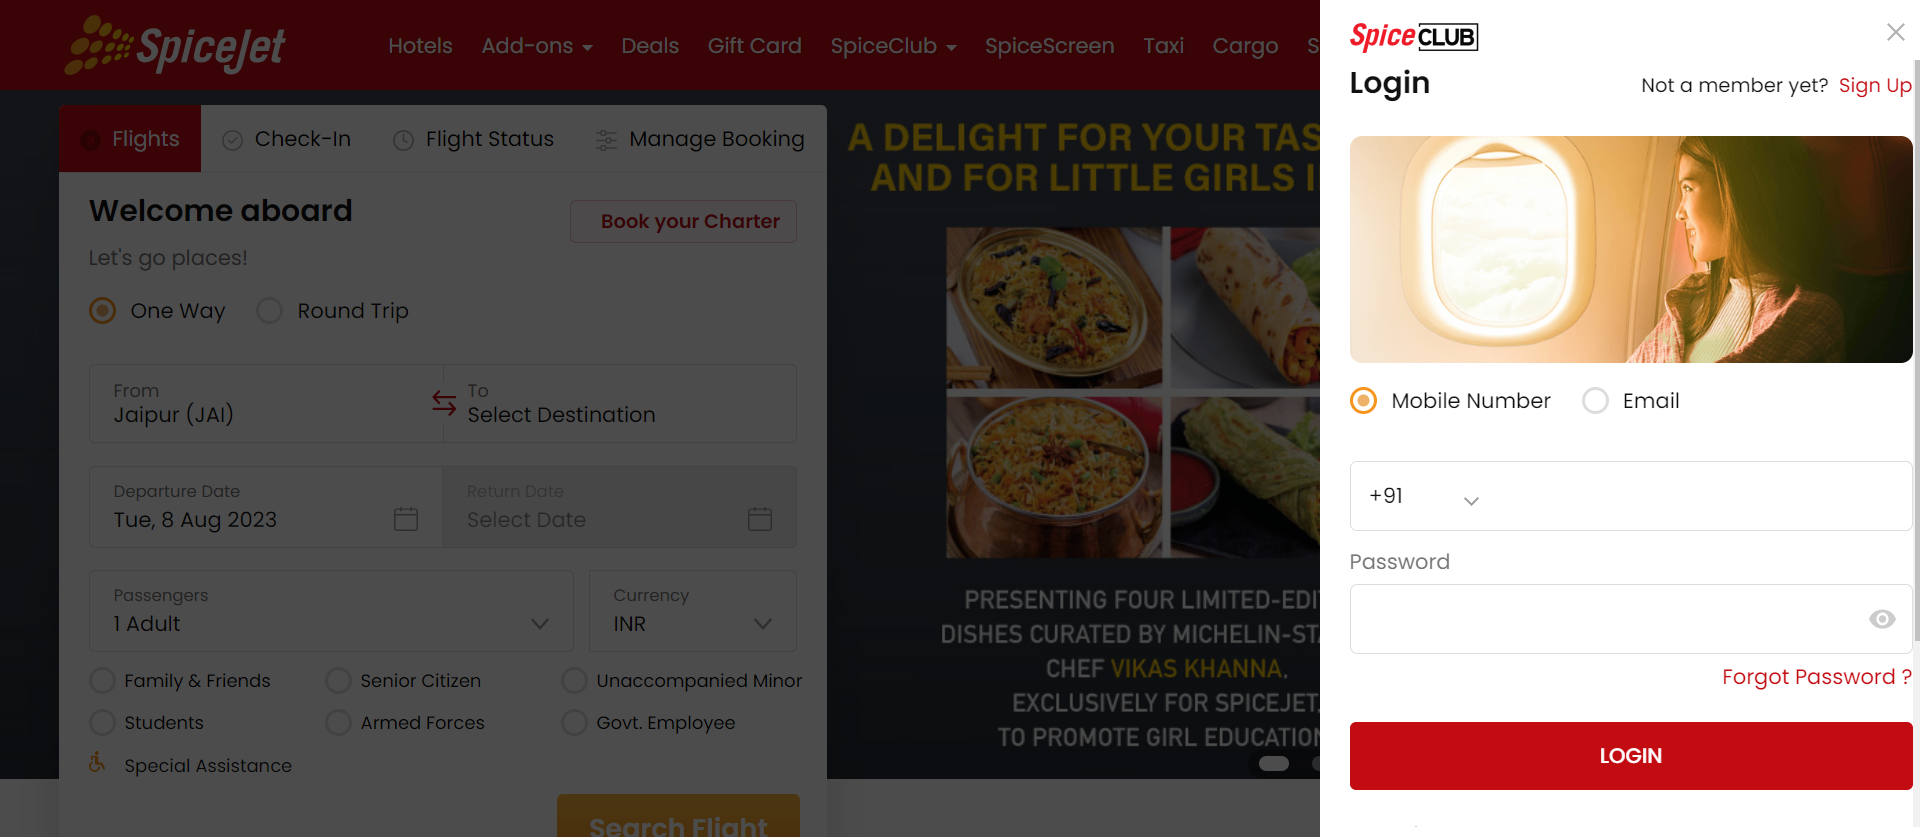 SpiceJet
Hotels
Add-ons
Deals
Gift Card
SpiceClub
SpiceScreen
Taxi
Cargo
S
Flights
Check-In
Flight Status
Manage Booking
Welcome aboard
Book your Charter
Let's go places!
One Way
Round Trip
From
Jaipur (JAI)
To
Select Destination
Departure Date
Tue, 8 Aug 2023
Return Date
Select Date
Passengers
1 Adult
Currency
INR
Family & Friends
Senior Citizen
Unaccompanied Minor
Students
Armed Forces
Govt. Employee
Special Assistance
Search Flight
A DELIGHT FOR YOUR TAS
AND FOR LITTLE GIRLS I
PRESENTING FOUR LIMITED-EDI
DISHES CURATED BY MICHELIN-STA
CHEF VIKAS KHANNA,
EXCLUSIVELY FOR SPICEJET,
TO PROMOTE GIRL EDUCATION
Spice CLUB
Login
Not a member yet? Sign Up
Mobile Number
Email
+91
Password
Forgot Password ?
LOGIN